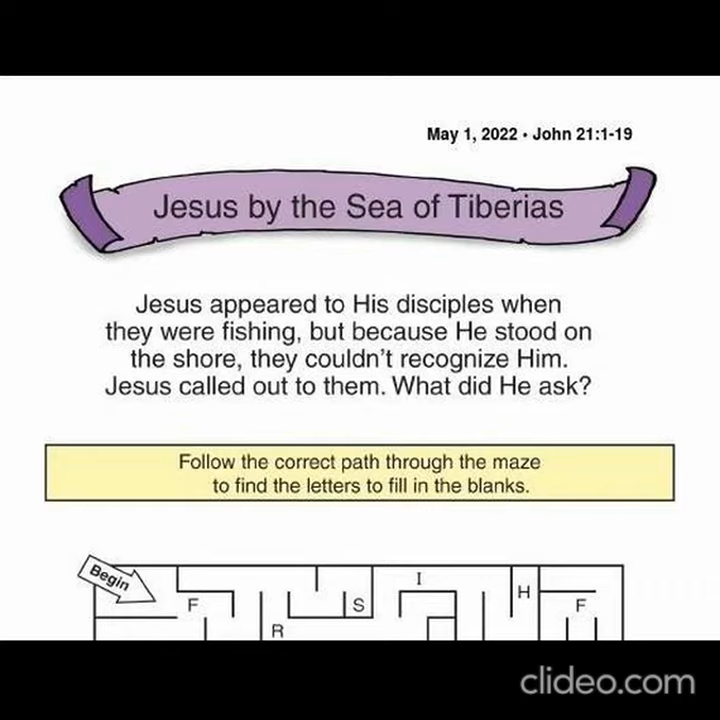 May 1, 2022 • John 21:1-19
Jesus by the Sea of Tiberias
Jesus appeared to His disciples when
they were fishing, but because He stood on
the shore, they couldn't recognize Him.
Jesus called out to them. What did He ask?
Follow the correct path through the maze
to find the letters to fill in the blanks.
Begin
I
H
F
S
F
R
clideo.com